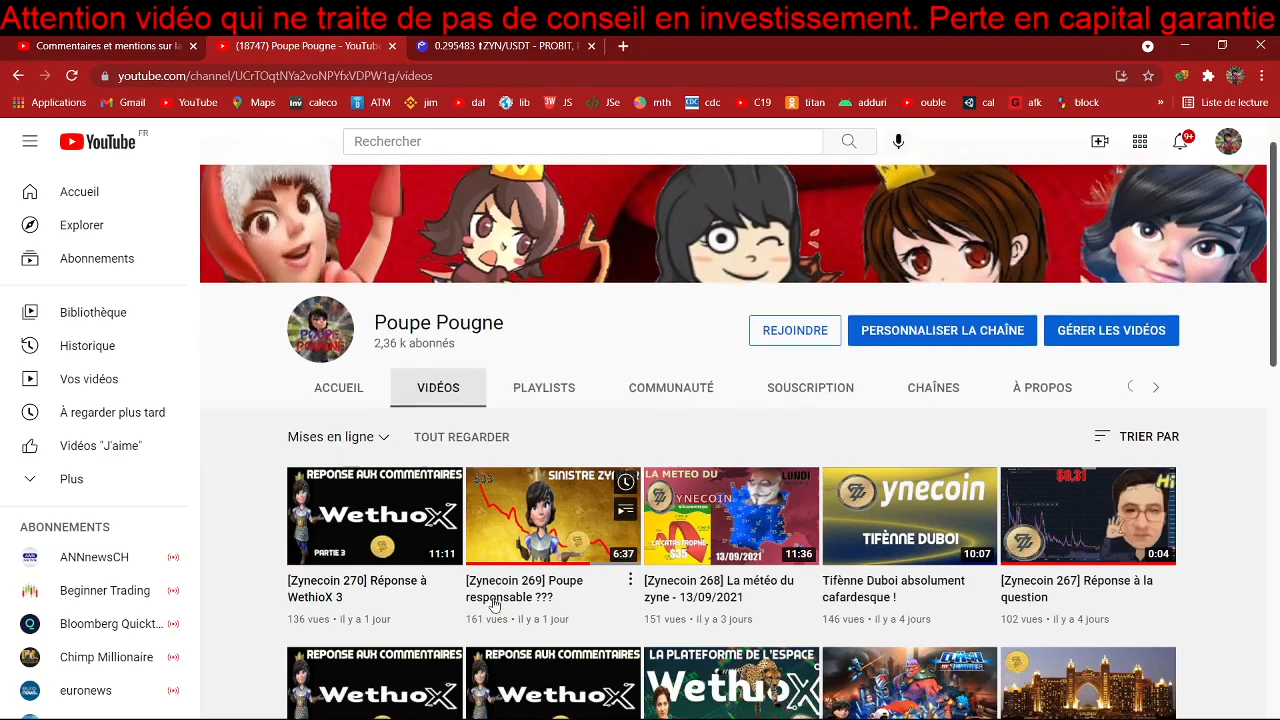 Attention vidéo qui ne traite de pas de conseil en investissement. Perte en capital garantie
Commentaires et mentions sur la
(18747) Poupe Pougne - YouTube
0.295483 ZYN/USDT - PROBIT,
youtube.com/channel/UCrTOqtNYa2voNPYfxVDPW1g/videos
Applications Gmail YouTube Maps caleco ATM jim dal lib JS JSe mth cdc C19 titan adduri ouble cal afk block » Liste de lecture
YouTube FR
Rechercher
9+
Accueil
Explorer
Abonnements
Bibliothèque
Historique
Vos vidéos
À regarder plus tard
Vidéos "J'aime"
Plus
ABONNEMENTS
ANNnewsCH
Beginner Trading
Bloomberg Quickt...
Chimp Millionaire
euronews
POUPE POUGNE
Poupe Pougne
2,36 k abonnés
REJOINDRE
PERSONNALISER LA CHAÎNE
GÉRER LES VIDÉOS
ACCUEIL VIDÉOS PLAYLISTS COMMUNAUTÉ SOUSCRIPTION CHAÎNES À PROPOS
Mises en ligne TOUT REGARDER TRIER PAR
REPONSE AUX COMMENTAIRES
WethioX
PARTIE 3
11:11
[Zynecoin 270] Réponse à
WethioX 3
136 vues • il y a 1 jour
$33
6:37
[Zynecoin 269] Poupe
responsable ???
161 vues • il y a 1 jour
LA METEO DU LUNDI
YNECOIN
LA CATASTROPHE
$35
13/09/2021
11:36
[Zynecoin 268] La météo du
zyne - 13/09/2021
151 vues • il y a 3 jours
ynecoin
TIFÈNNE DUBOI
10:07
Tifènne Duboi absolument
cafardesque !
146 vues • il y a 4 jours
$0,31
0:04
[Zynecoin 267] Réponse à la
question
102 vues • il y a 4 jours
REPONSE AUX COMMENTAIRES
WethioX
REPONSE AUX COMMENTAIRES
WethioX
LA PLATEFORME DE L'ESPACE